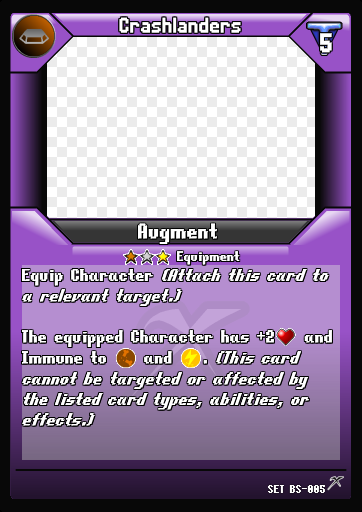 Crashlanders
5
Augment
Equipment
Equip Character (Attach this card to
a relevant target.)
The equipped Character has +2 and
Immune to and . (This card
cannot be targeted or affected by
the listed card types, abilities, or
effects.)
SET BS-005